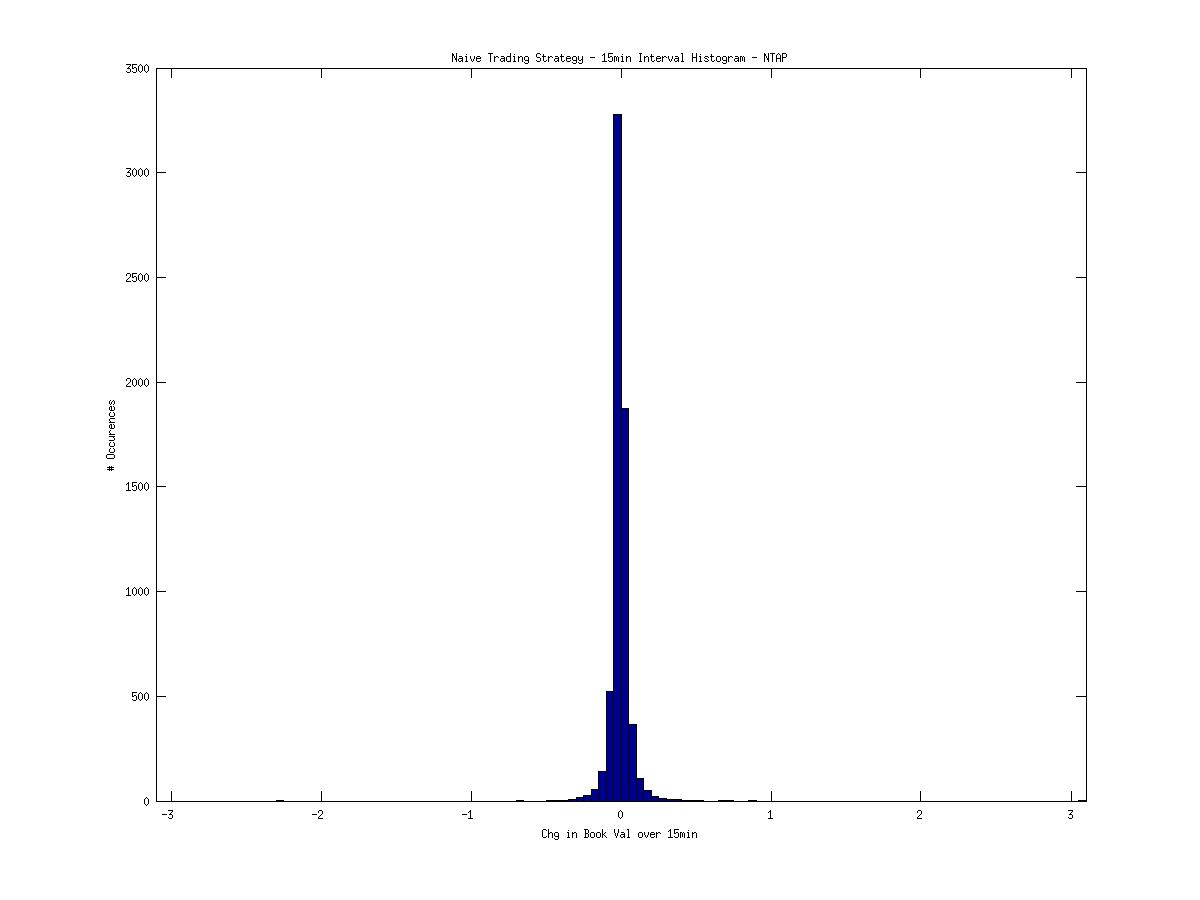 Naive Trading Strategy - 15min Interval Histogram - NTAP
3500
3000
2500
2000
1500
1000
500
0
# Occurences
-3 -2 -1 0 1 2 3
Chg in Book Val over 15min